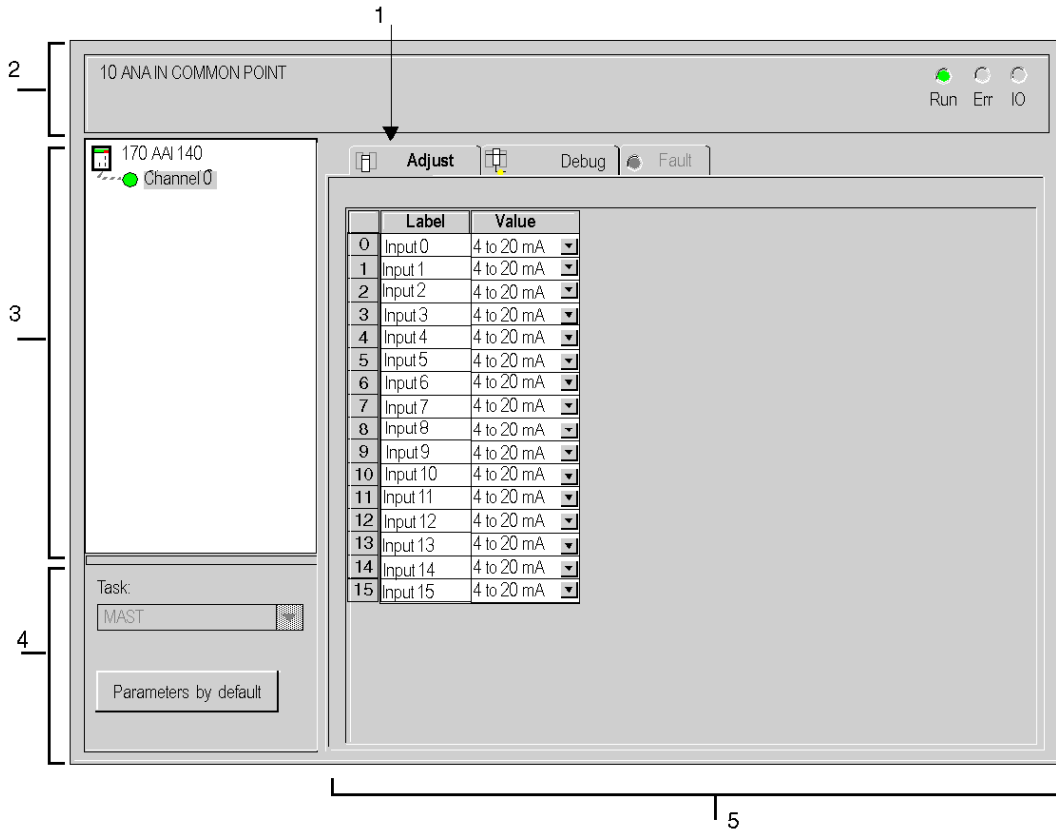 1
2
10 ANA IN COMMON POINT
Run Err IO
3
170 AAI 140
Channel 0
Adjust Debug Fault
Label Value
0 Input 0 4 to 20 mA
1 Input 1 4 to 20 mA
2 Input 2 4 to 20 mA
3 Input 3 4 to 20 mA
4 Input 4 4 to 20 mA
5 Input 5 4 to 20 mA
6 Input 6 4 to 20 mA
7 Input 7 4 to 20 mA
8 Input 8 4 to 20 mA
9 Input 9 4 to 20 mA
10 Input 10 4 to 20 mA
11 Input 11 4 to 20 mA
12 Input 12 4 to 20 mA
13 Input 13 4 to 20 mA
14 Input 14 4 to 20 mA
15 Input 15 4 to 20 mA
4
Task:
MAST
Parameters by default
5